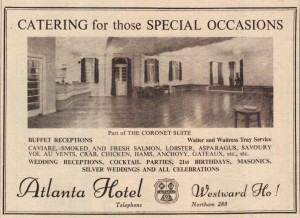 CATERING for those SPECIAL OCCASIONS
Part of THE CORONET SUITE
BUFFET RECEPTIONS Waiter and Waitress Tray Service
CAVIARE, SMOKED AND FRESH SALMON, LOBSTER, ASPARAGUS, SAVOURY
VOL AU VENTS, CRAB, CHICKEN, HAMS, ANCHOVY, GATEAUX, etc., etc.
WEDDING RECEPTIONS, COCKTAIL PARTIES, 21st BIRTHDAYS, MASONICS,
SILVER WEDDINGS AND ALL CELEBRATIONS
Atlanta Hotel Westward Ho!
Telephone Northam 288